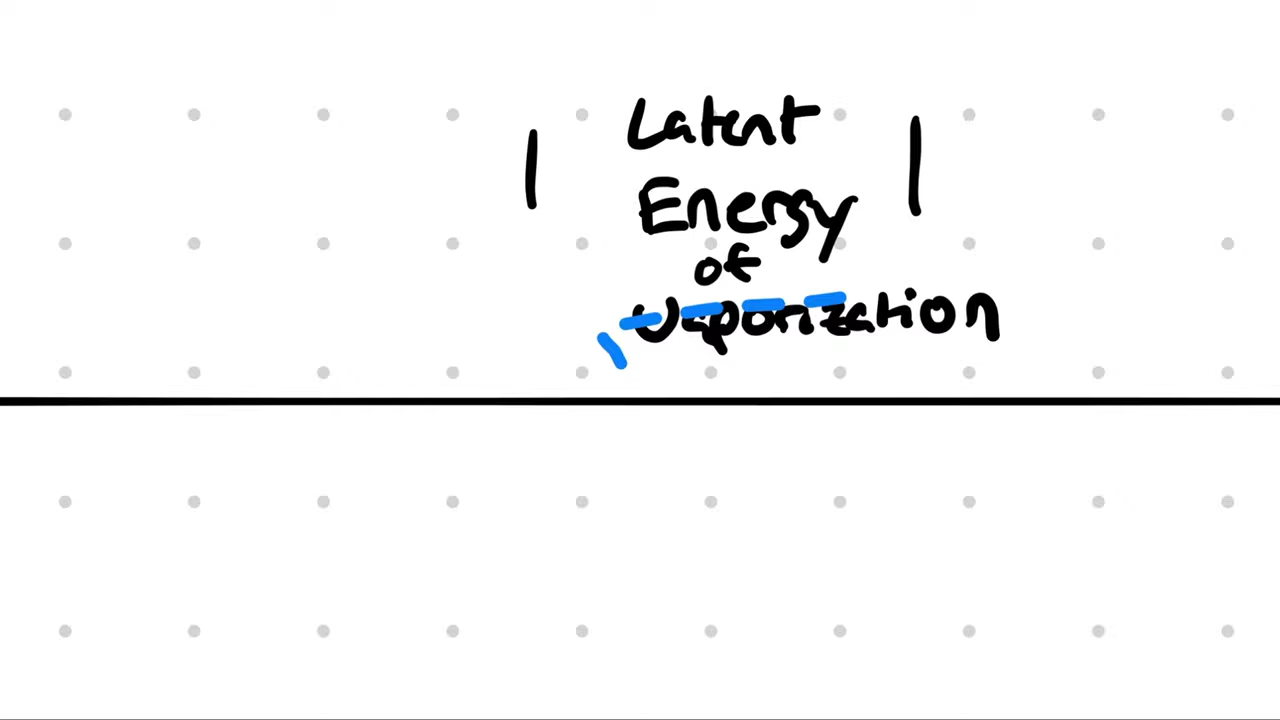 | Latent |
Energy
of
vaporization